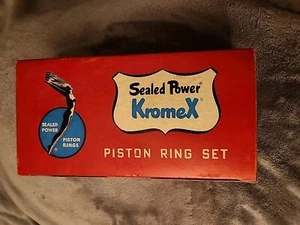 Sealed Power®
KromeX®
SEALED
POWER
PISTON
RINGS
PISTON RING SET